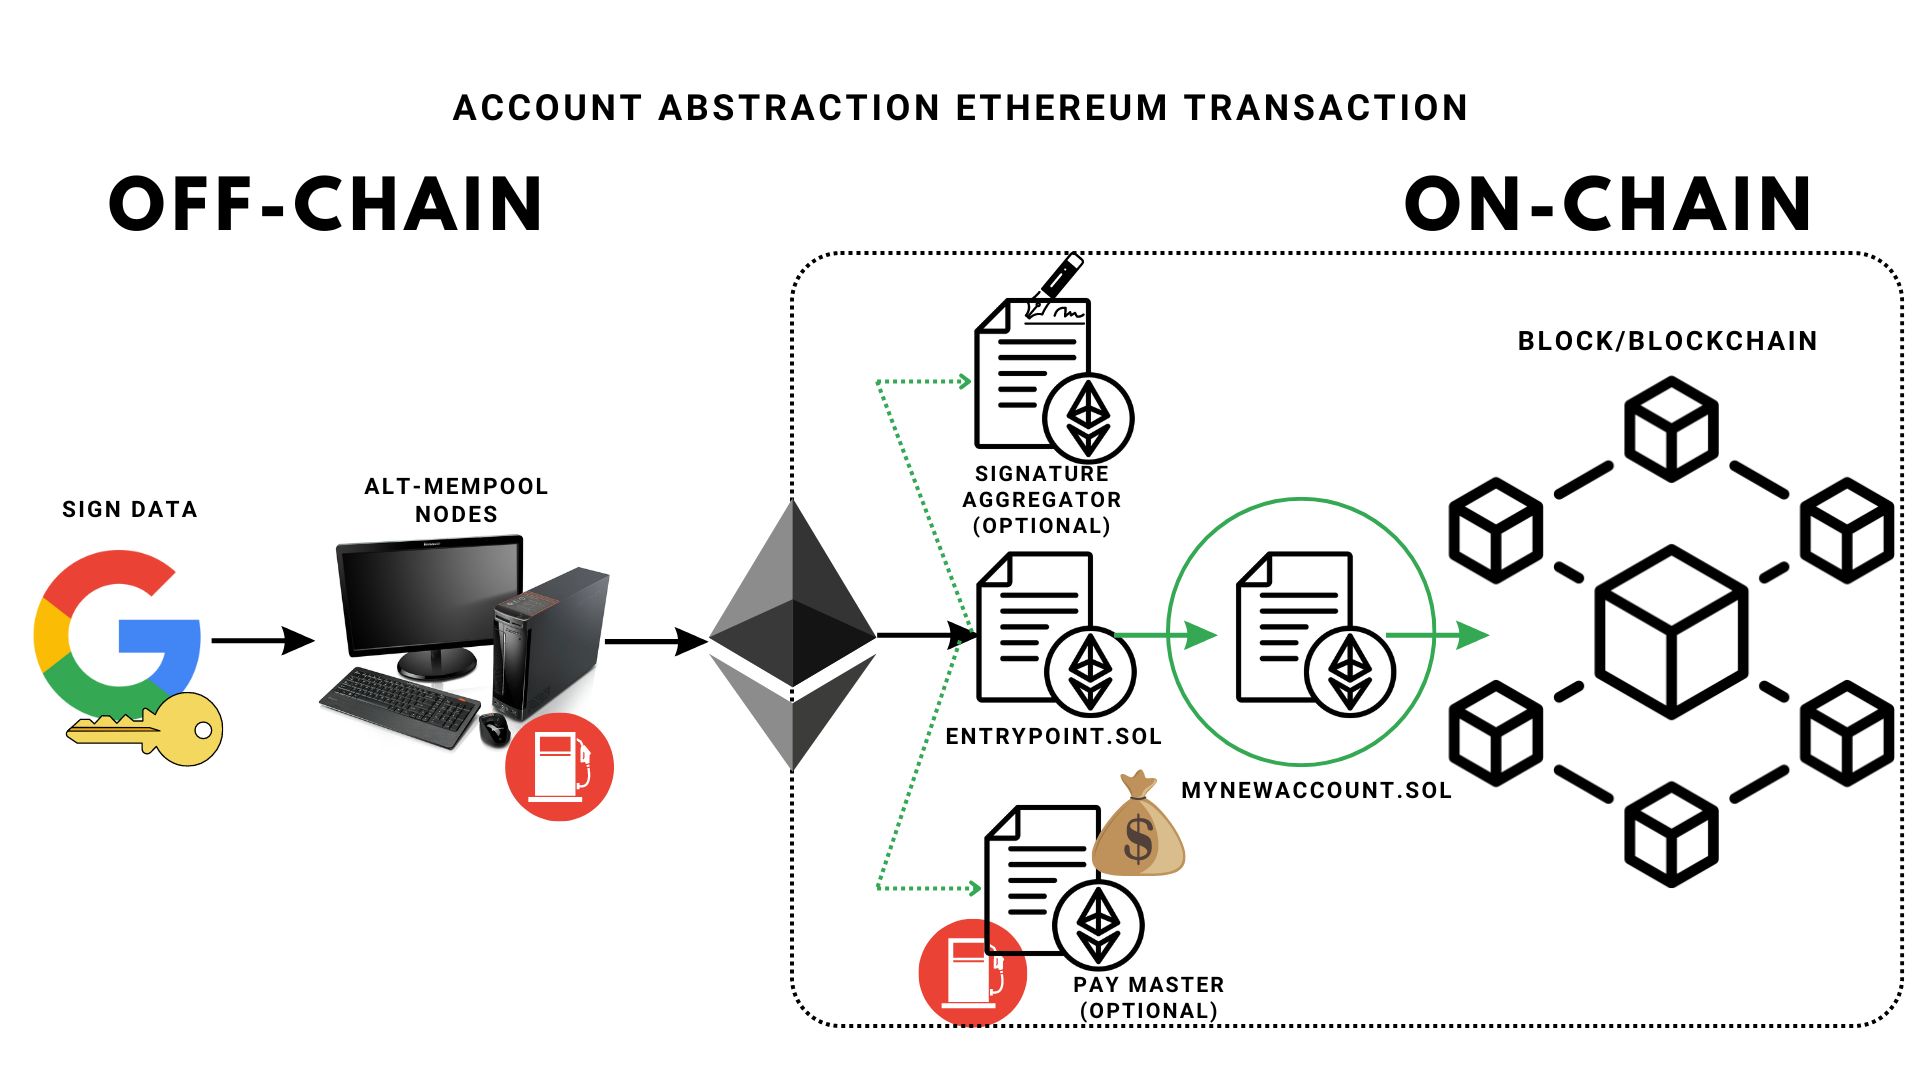 ACCOUNT ABSTRACTION ETHEREUM TRANSACTION
OFF-CHAIN
ON-CHAIN
SIGN DATA
ALT-MEMPOOL
NODES
SIGNATURE
AGGREGATOR
(OPTIONAL)
ENTRYPOINT.SOL
PAY MASTER
(OPTIONAL)
MYNEWACCOUNT.SOL
BLOCK/BLOCKCHAIN
$